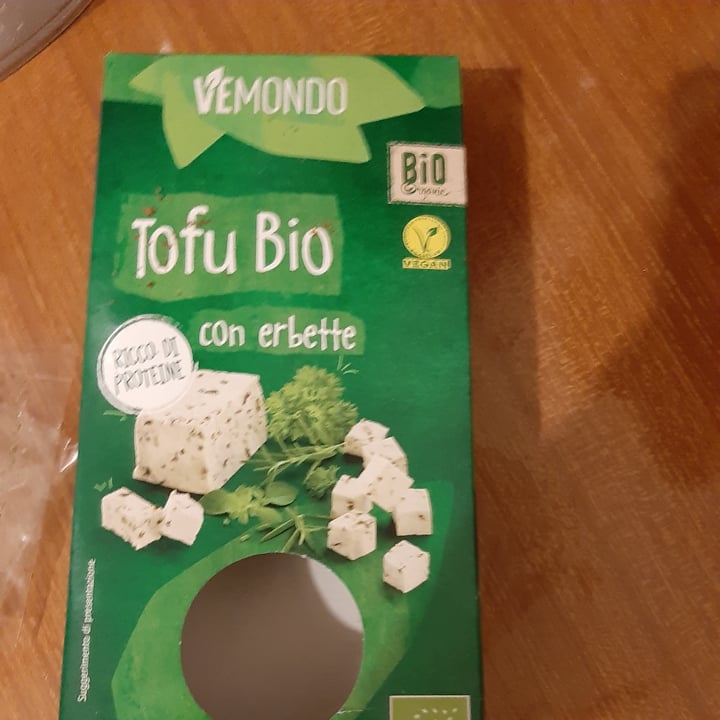 VEMONDO
BiO
Organic
Tofu Bio
VEGAN
con erbette
RICCO DI
PROTEINE
Suggerimento di presentazione